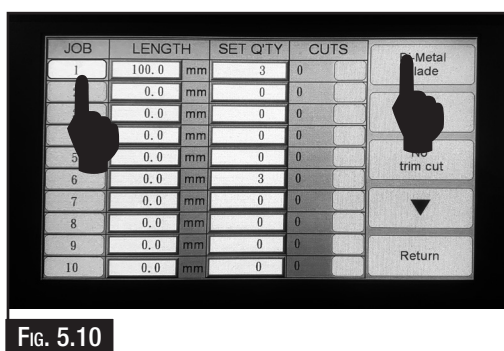 JOB LENGTH SET Q'TY CUTS
1 100.0 mm 3 0
0.0 mm 0 0
0.0 mm 0 0
0.0 mm 0 0
5 0.0 mm 0 0
6 0.0 mm 3 0
7 0.0 mm 0 0
8 0.0 mm 0 0
9 0.0 mm 0 0
10 0.0 mm 0 0
trim cut
▼
Return
FIG. 5.10